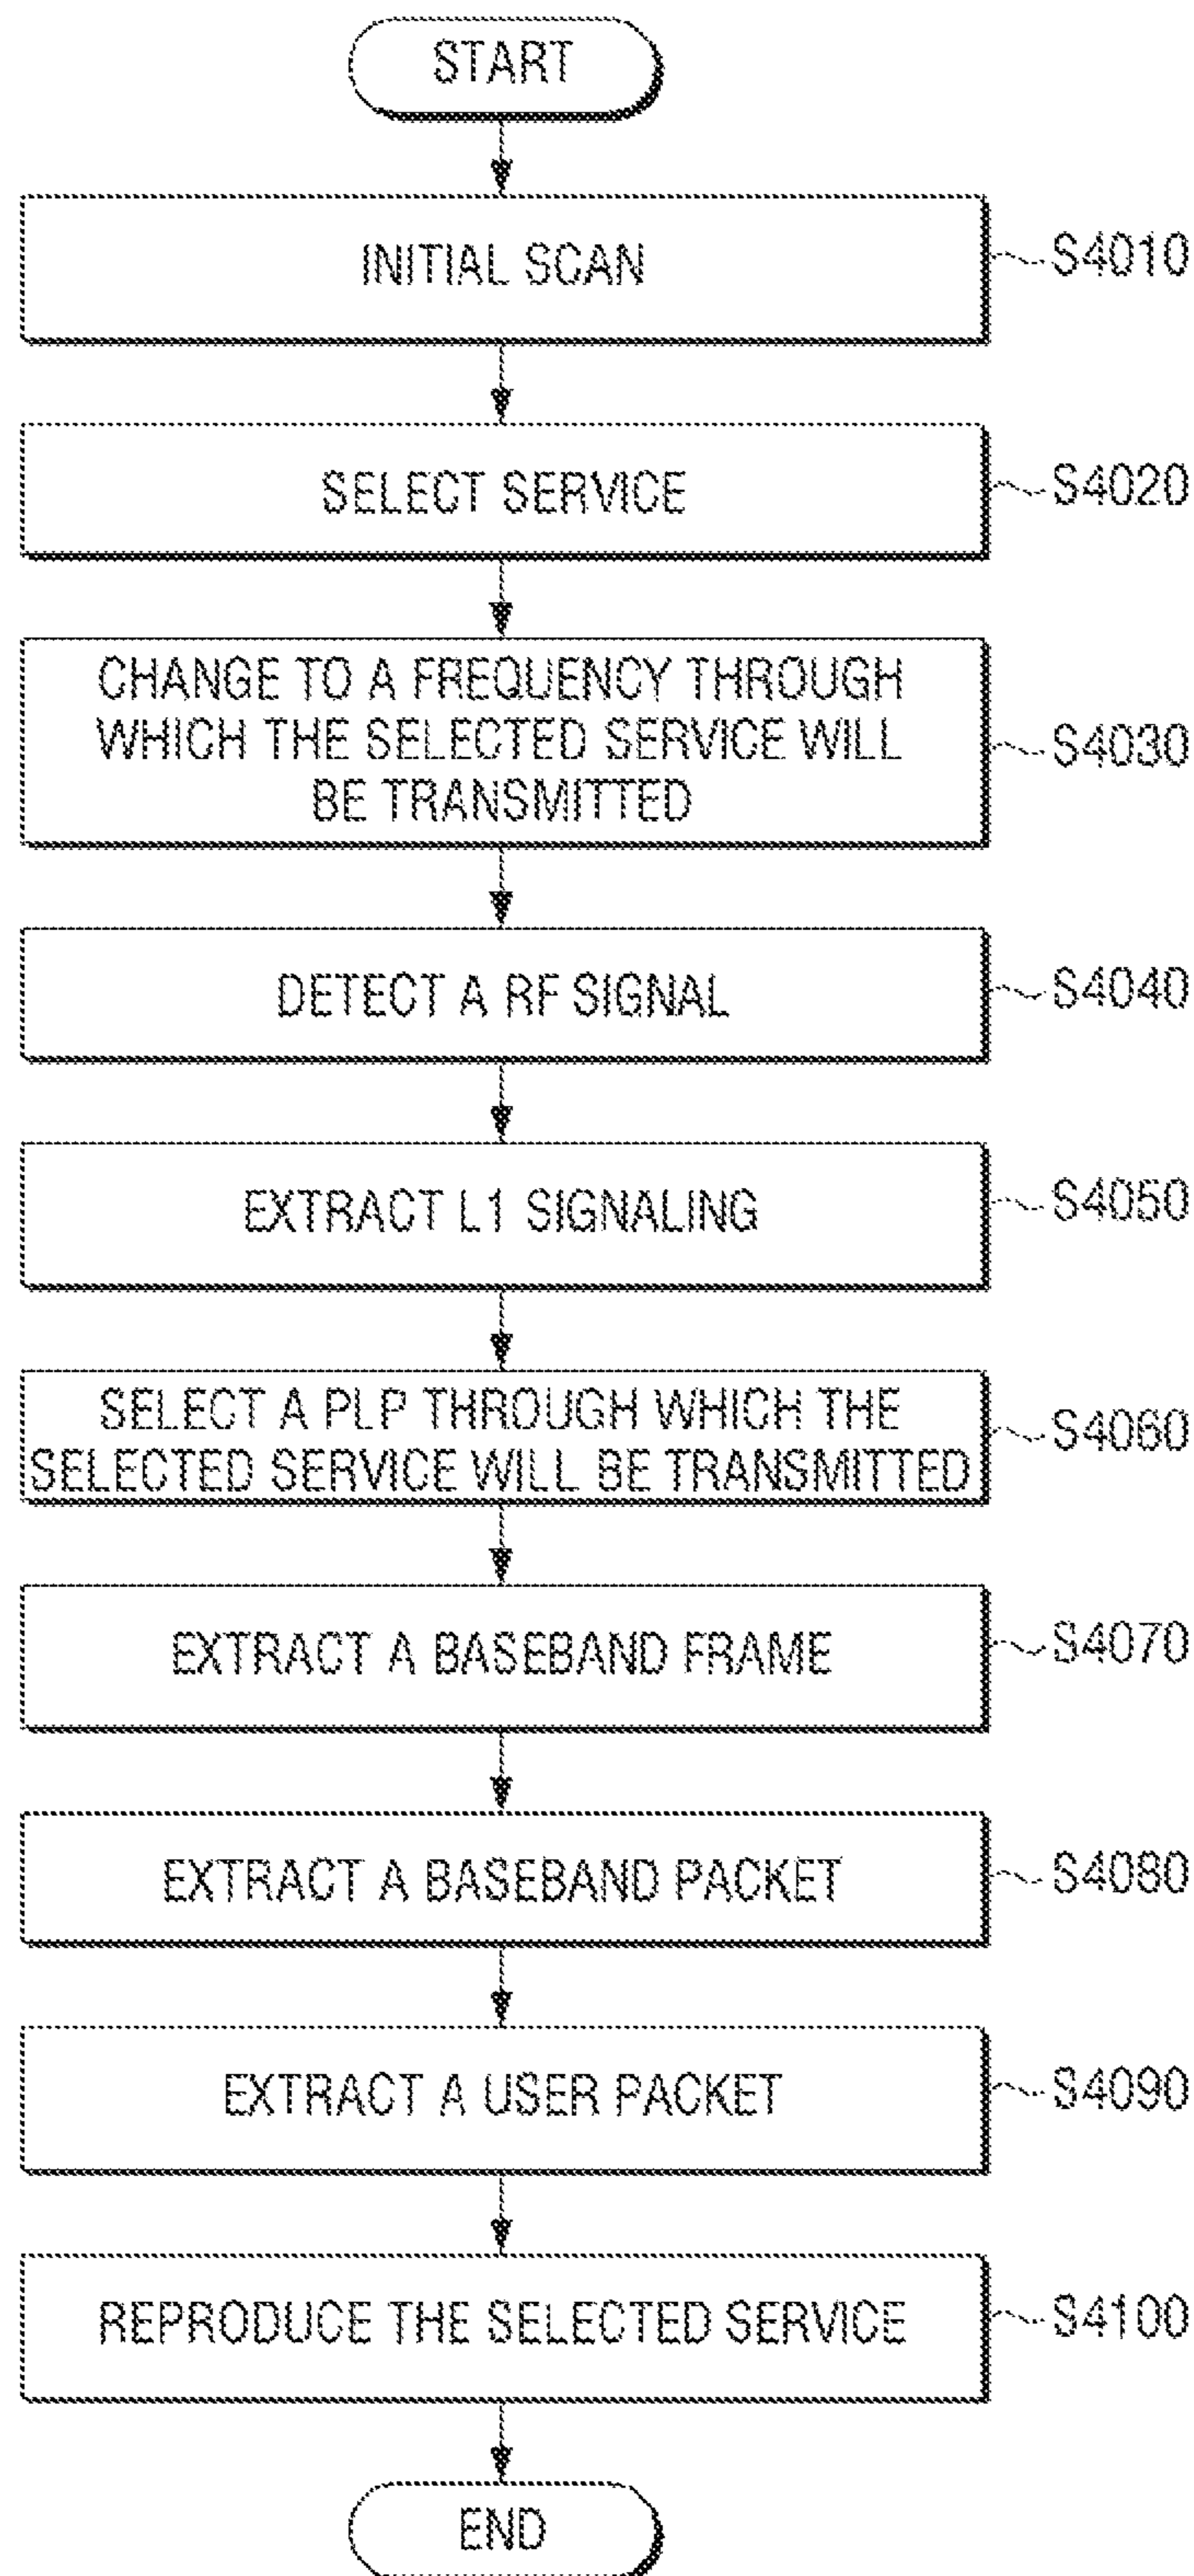 START
INITIAL SCAN
S4010
SELECT SERVICE
S4020
CHANGE TO A FREQUENCY THROUGH
WHICH THE SELECTED SERVICE WILL
BE TRANSMITTED
S4030
DETECT A RF SIGNAL
S4040
EXTRACT L1 SIGNALING
S4050
SELECT A PLP THROUGH WHICH THE
SELECTED SERVICE WILL BE TRANSMITTED
S4060
EXTRACT A BASEBAND FRAME
S4070
EXTRACT A BASEBAND PACKET
S4080
EXTRACT A USER PACKET
S4090
REPRODUCE THE SELECTED SERVICE
S4100
END